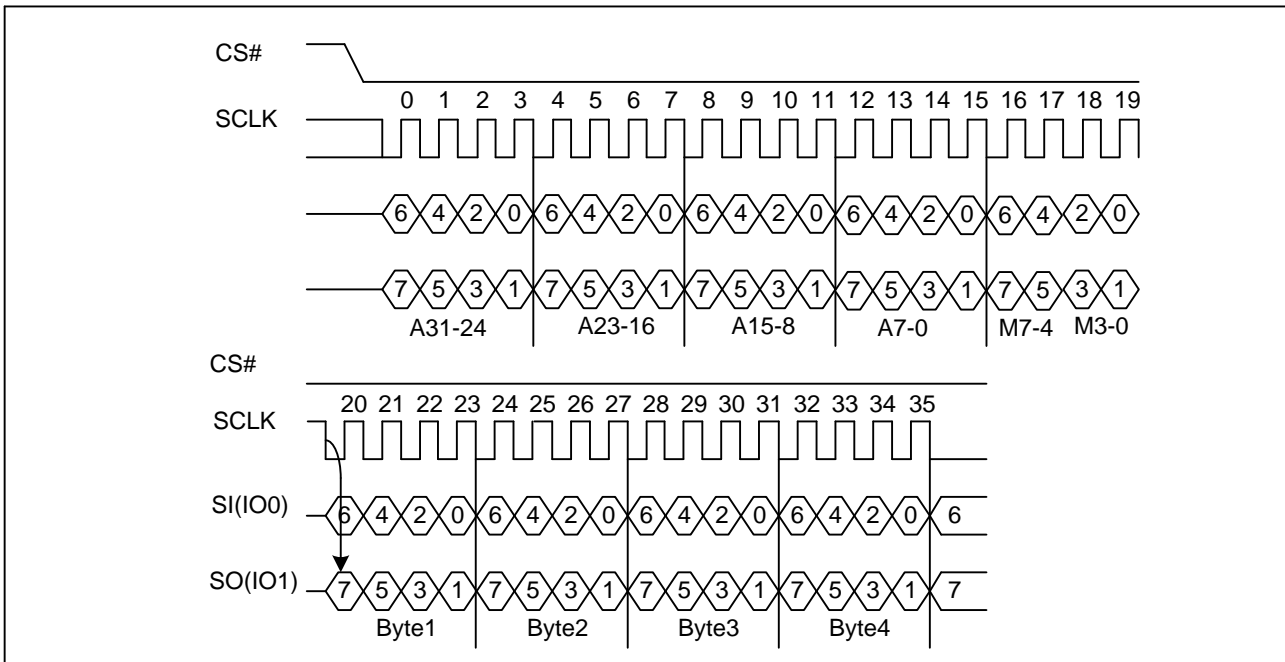 CS#
0 1 2 3 4 5 6 7 8 9 10 11 12 13 14 15 16 17 18 19
SCLK
6 4 2 0 6 4 2 0 6 4 2 0 6 4 2 0 6 4 2 0
7 5 3 1 7 5 3 1 7 5 3 1 7 5 3 1 7 5 3 1
A31-24 A23-16 A15-8 A7-0 M7-4 M3-0
CS#
20 21 22 23 24 25 26 27 28 29 30 31 32 33 34 35
SCLK
SI(IO0) 6 4 2 0 6 4 2 0 6 4 2 0 6 4 2 0 6
SO(IO1) 7 5 3 1 7 5 3 1 7 5 3 1 7 5 3 1 7
Byte1 Byte2 Byte3 Byte4